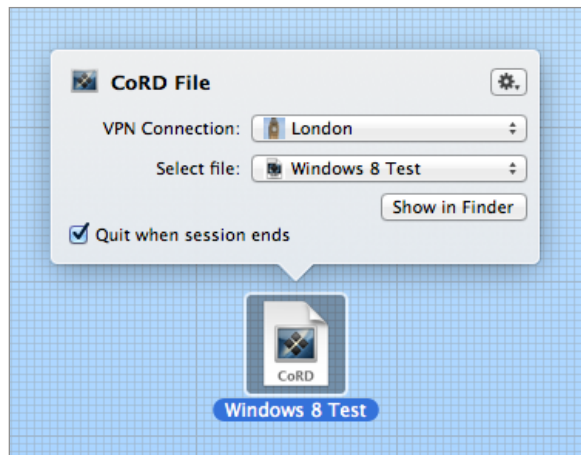 CoRD File
VPN Connection: London
Select file: Windows 8 Test
Show in Finder
Quit when session ends
CoRD
Windows 8 Test